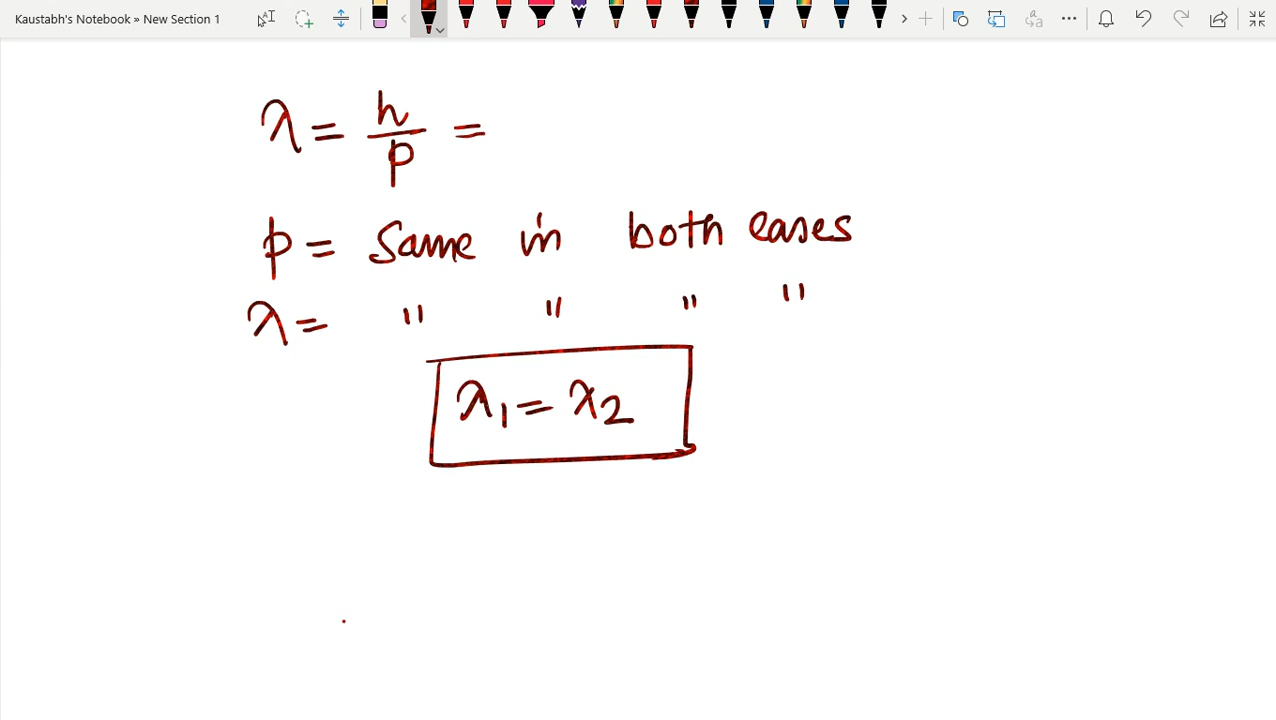 Kaustabh's Notebook » New Section 1
λ = h/p =
p = Same in both cases
λ = " " " "
λ1 = λ2